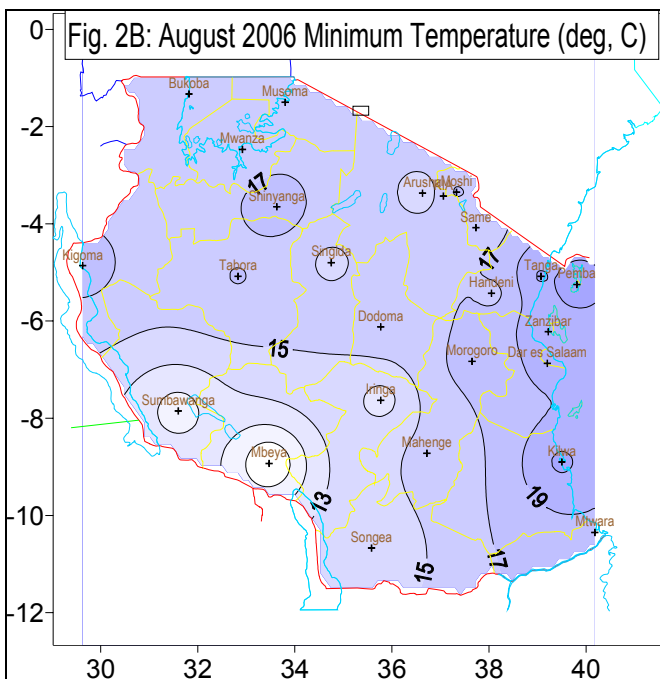 Fig. 2B: August 2006 Minimum Temperature (deg, C)
0
Bukoba
Musoma
-2
Mwanza
17
Shinyanga
Arusha
Moshi
-4
Same
17
Kigoma
Tabora
Singida
Tanga
Pemba
Handeni
-6
Dodoma
Zanzibar
15
Morogoro
Dar es Salaam
Iringa
Sumbawanga
-8
Mbeya
Mahenge
Kilwa
13
19
-10
Mtwara
Songea
15
17
-12
30 32 34 36 38 40